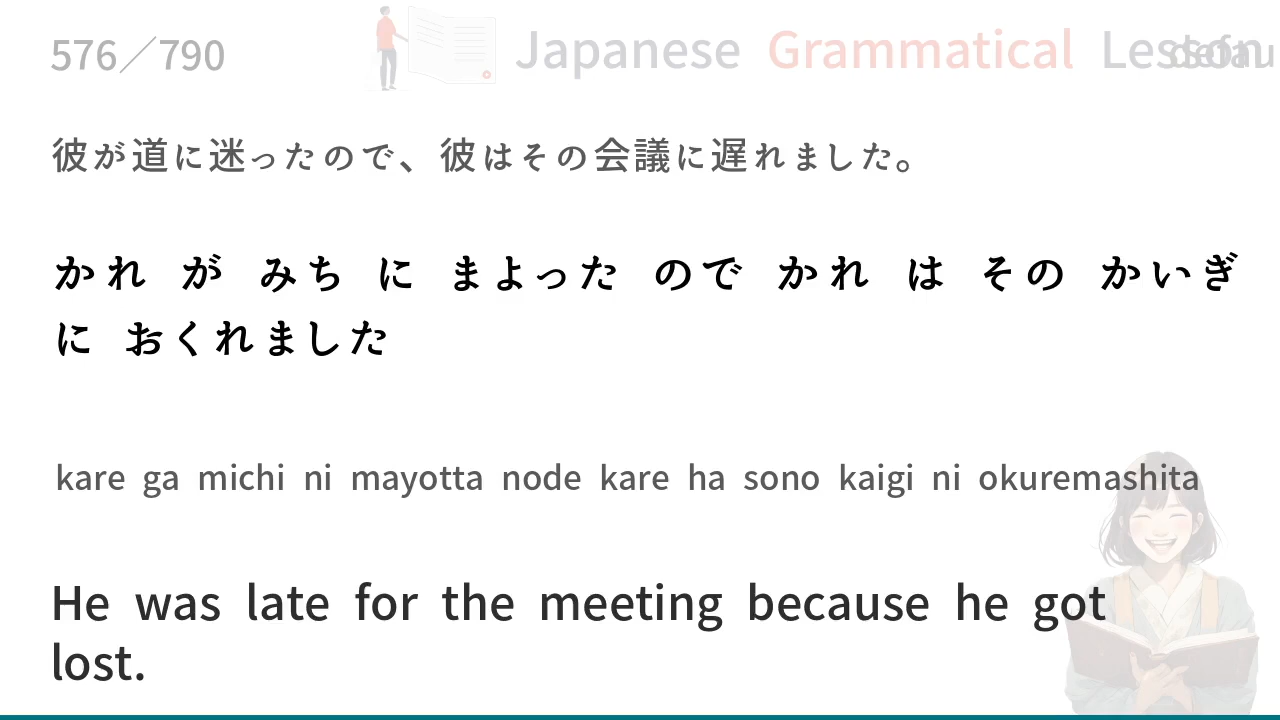 576／790
Japanese Grammatical Lesson
defau
彼が道に迷ったので、彼はその会議に遅れました。
かれ が みち に まよった ので かれ は その かいぎ
に おくれました
kare ga michi ni mayotta node kare ha sono kaigi ni okuremashita
He was late for the meeting because he got
lost.